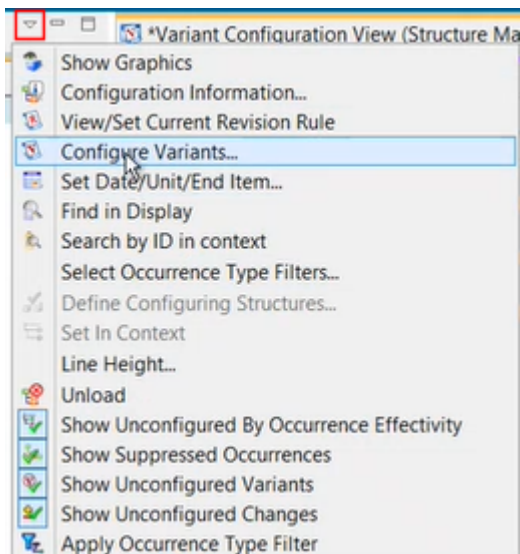 *Variant Configuration View (Structure Ma
Show Graphics
Configuration Information...
View/Set Current Revision Rule
Configure Variants...
Set Date/Unit/End Item...
Find in Display
Search by ID in context
Select Occurrence Type Filters...
Define Configuring Structures...
Set In Context
Line Height...
Unload
Show Unconfigured By Occurrence Effectivity
Show Suppressed Occurrences
Show Unconfigured Variants
Show Unconfigured Changes
Apply Occurrence Type Filter